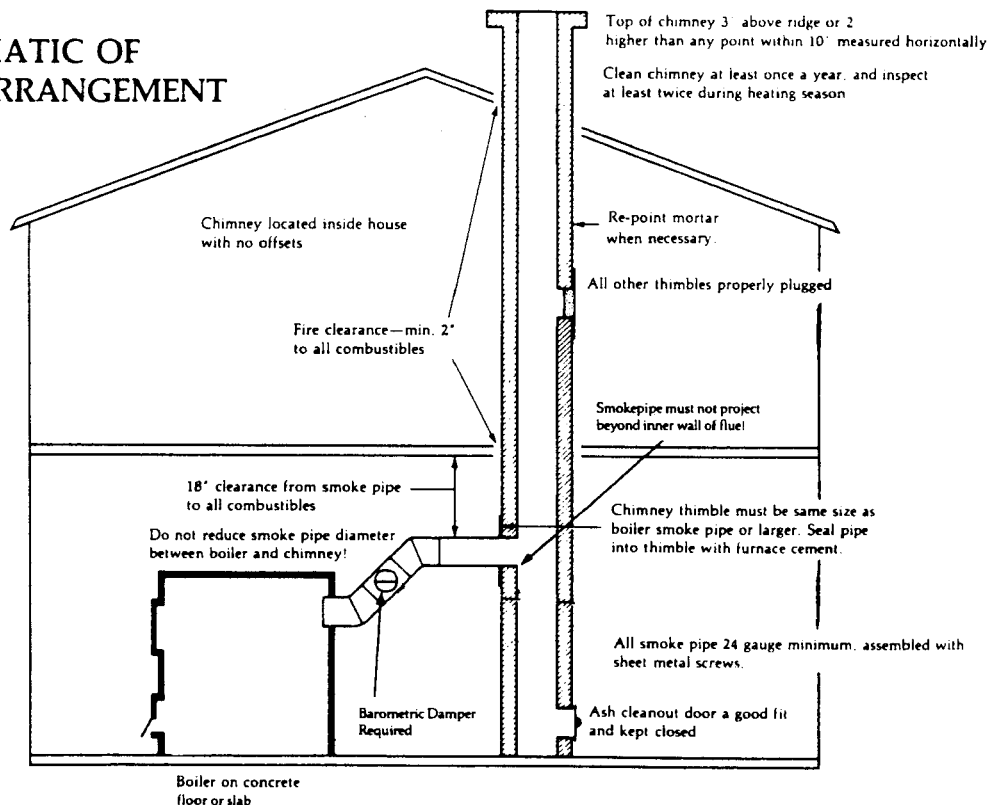 ATIC OF
RRANGEMENT
Top of chimney 3' above ridge or 2
higher than any point within 10' measured horizontally
Clean chimney at least once a year, and inspect
at least twice during heating season
Chimney located inside house
with no offsets
Re-point mortar
when necessary.
All other thimbles properly plugged
Fire clearance—min. 2"
to all combustibles
Smokepipe must not project
beyond inner wall of flue!
18" clearance from smoke pipe
to all combustibles
Chimney thimble must be same size as
boiler smoke pipe or larger. Seal pipe
into thimble with furnace cement.
Do not reduce smoke pipe diameter
between boiler and chimney!
All smoke pipe 24 gauge minimum, assembled with
sheet metal screws.
Barometric Damper
Required
Ash cleanout door a good fit
and kept closed
Boiler on concrete
floor or slab